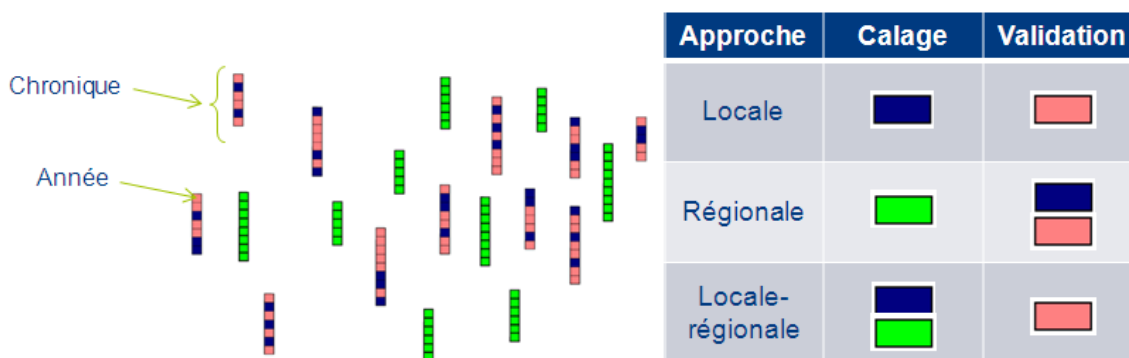 Chronique
Année
Approche Calage Validation
Locale
Régionale
Locale-
régionale